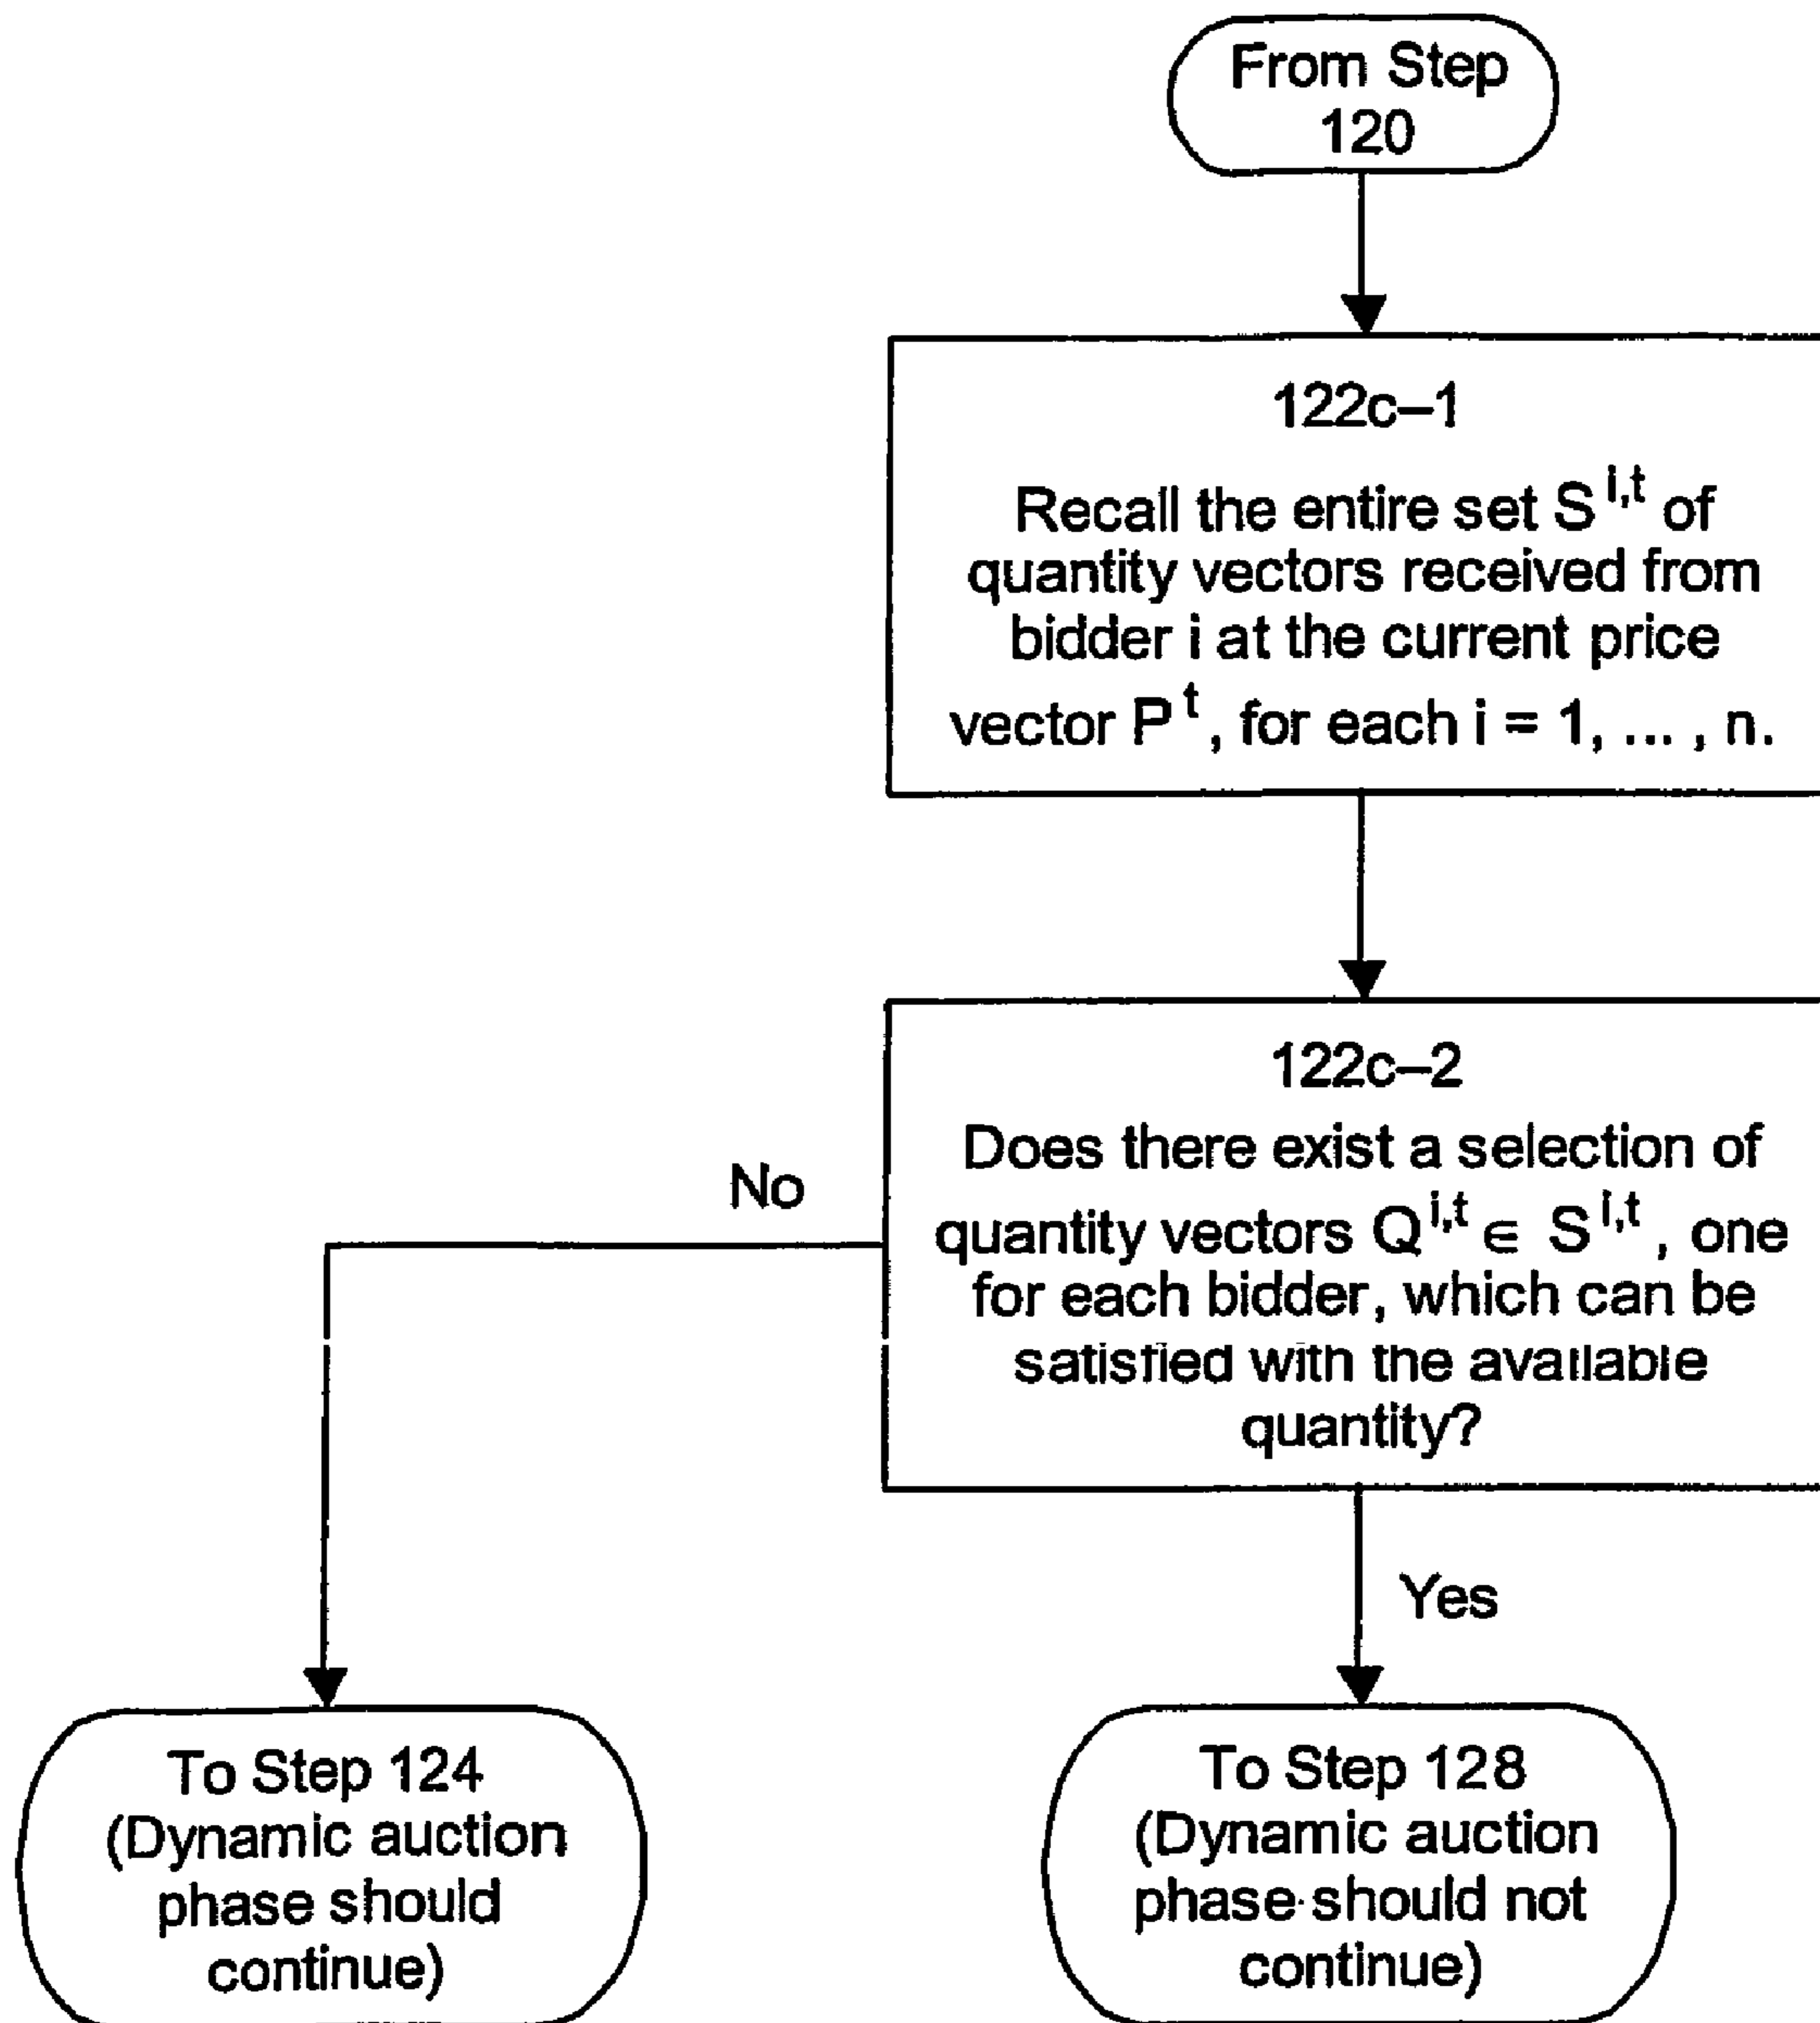 From Step
120
122c–1
Recall the entire set S^i,t of
quantity vectors received from
bidder i at the current price
vector P^t, for each i = 1, ... , n.
122c–2
Does there exist a selection of
quantity vectors Q^i,t ∈ S^i,t, one
for each bidder, which can be
satisfied with the available
quantity?
No
Yes
To Step 124
(Dynamic auction
phase should
continue)
To Step 128
(Dynamic auction
phase should not
continue)